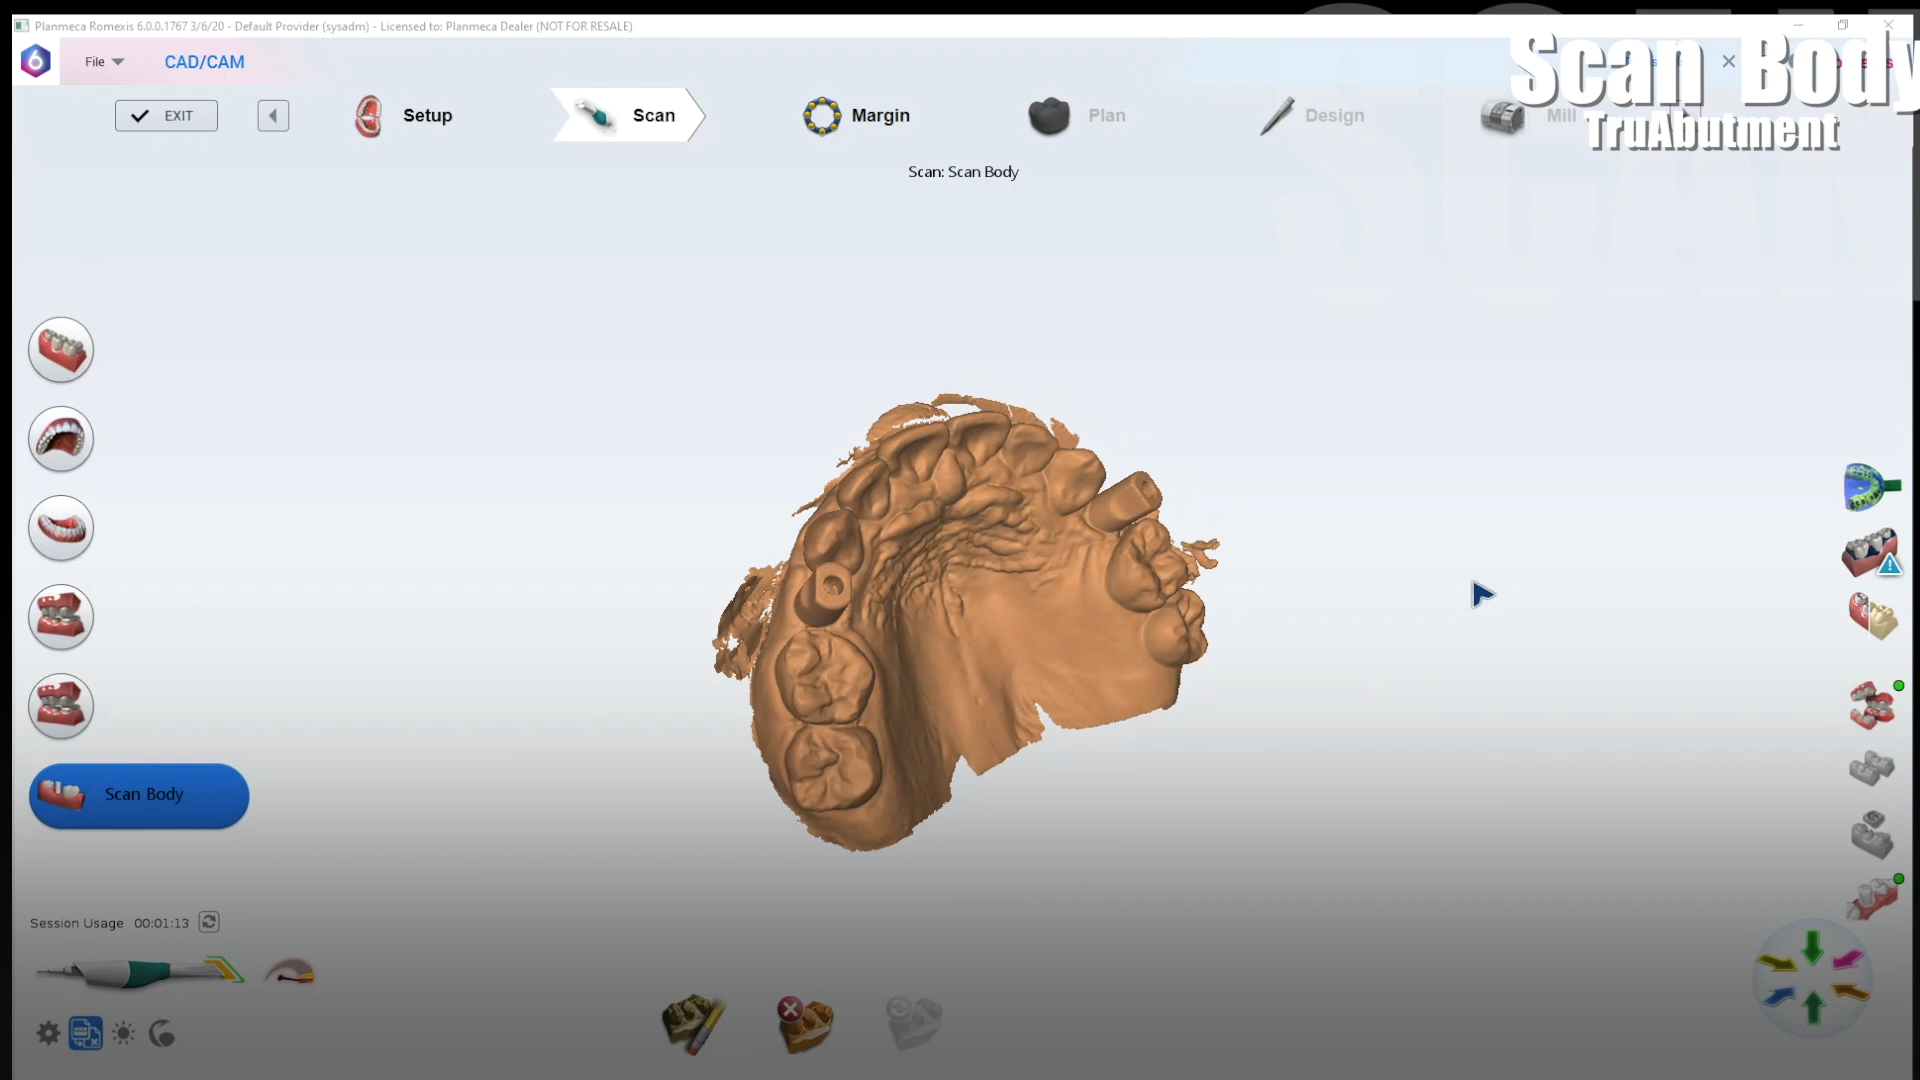 Planmeca Romexis 6.0.0.1767 3/6/20 - Default Provider (sysadm) - Licensed to: Planmeca Dealer (NOT FOR RESALE)
6 File CAD/CAM
Scan Body
TruAbutment
EXIT Setup Scan Margin Plan Design Mill
Scan: Scan Body
SCAN
Scan Body
Session Usage 00:01:13